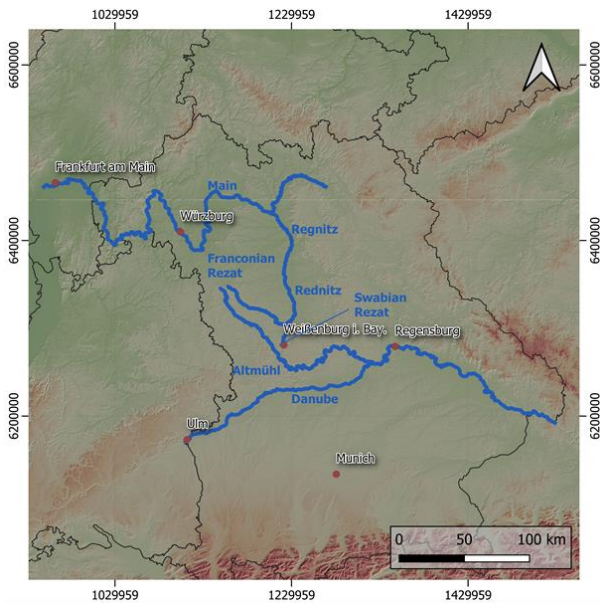 1029959 1229959 1429959
6600000 6600000
Frankfurt am Main
Main
Würzburg
Regnitz
6400000 6400000
Franconian
Rezat
Rednitz
Swabian
Rezat
Weißenburg i. Bay.
Regensburg
Altmühl
Danube
6200000 6200000
Ulm
Munich
0 50 100 km
1029959 1229959 1429959